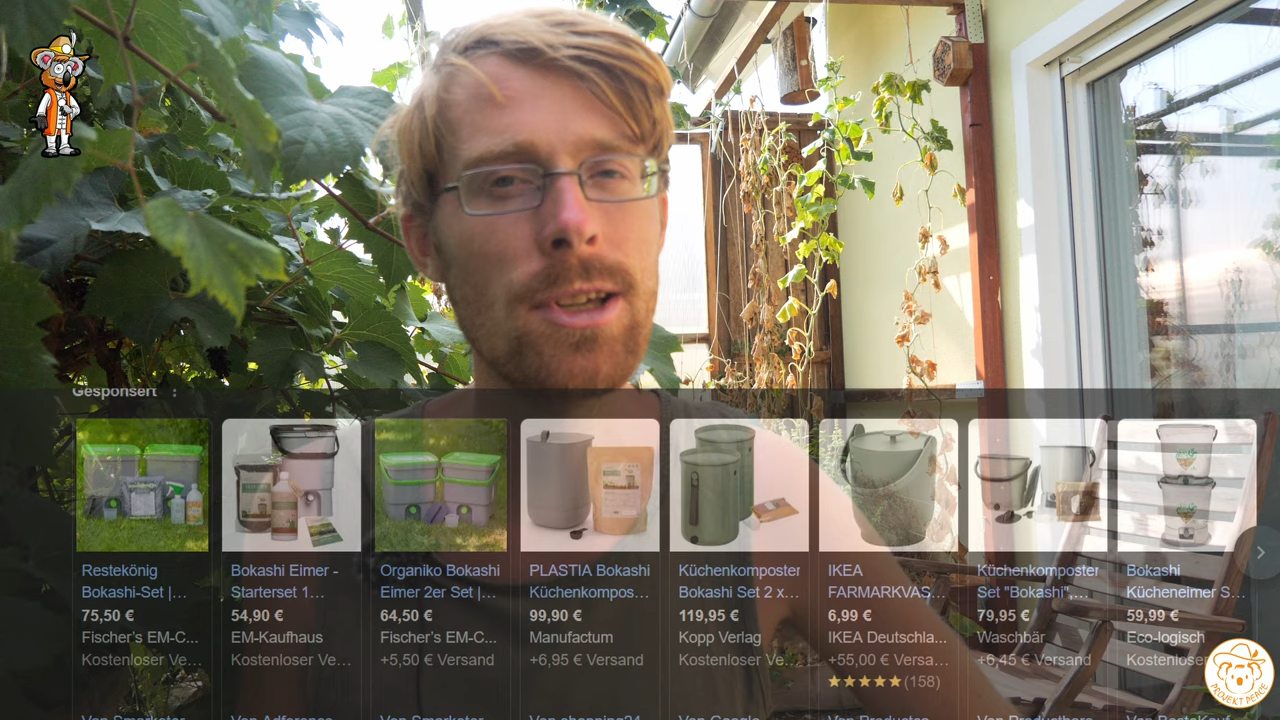 Gesponsert
Restekönig
Bokashi-Set |...
75,50 €
Fischer's EM-C...
Kostenloser Ve...
Bokashi Eimer -
Starterset 1...
54,90 €
EM-Kaufhaus
Kostenloser Ve...
Organiko Bokashi
Eimer 2er Set |...
64,50 €
Fischer's EM-C...
+5,50 € Versand
PLASTIA Bokashi
Küchenkompos...
99,90 €
Manufactum
+6,95 € Versand
Küchenkomposter
Bokashi Set 2 x...
119,95 €
Kopp Verlag
IKEA
FARMARKVAS...
6,99 €
IKEA Deutschla...
+55,00 € Versa...
(158)
Küchenkomposter
Set "Bokashi",...
79,95 €
Waschbär
+6,45 € Versand
Bokashi
Kücheneimer S...
59,99 €
Eco-logisch
Kostenloser
PROJEKT PEACE